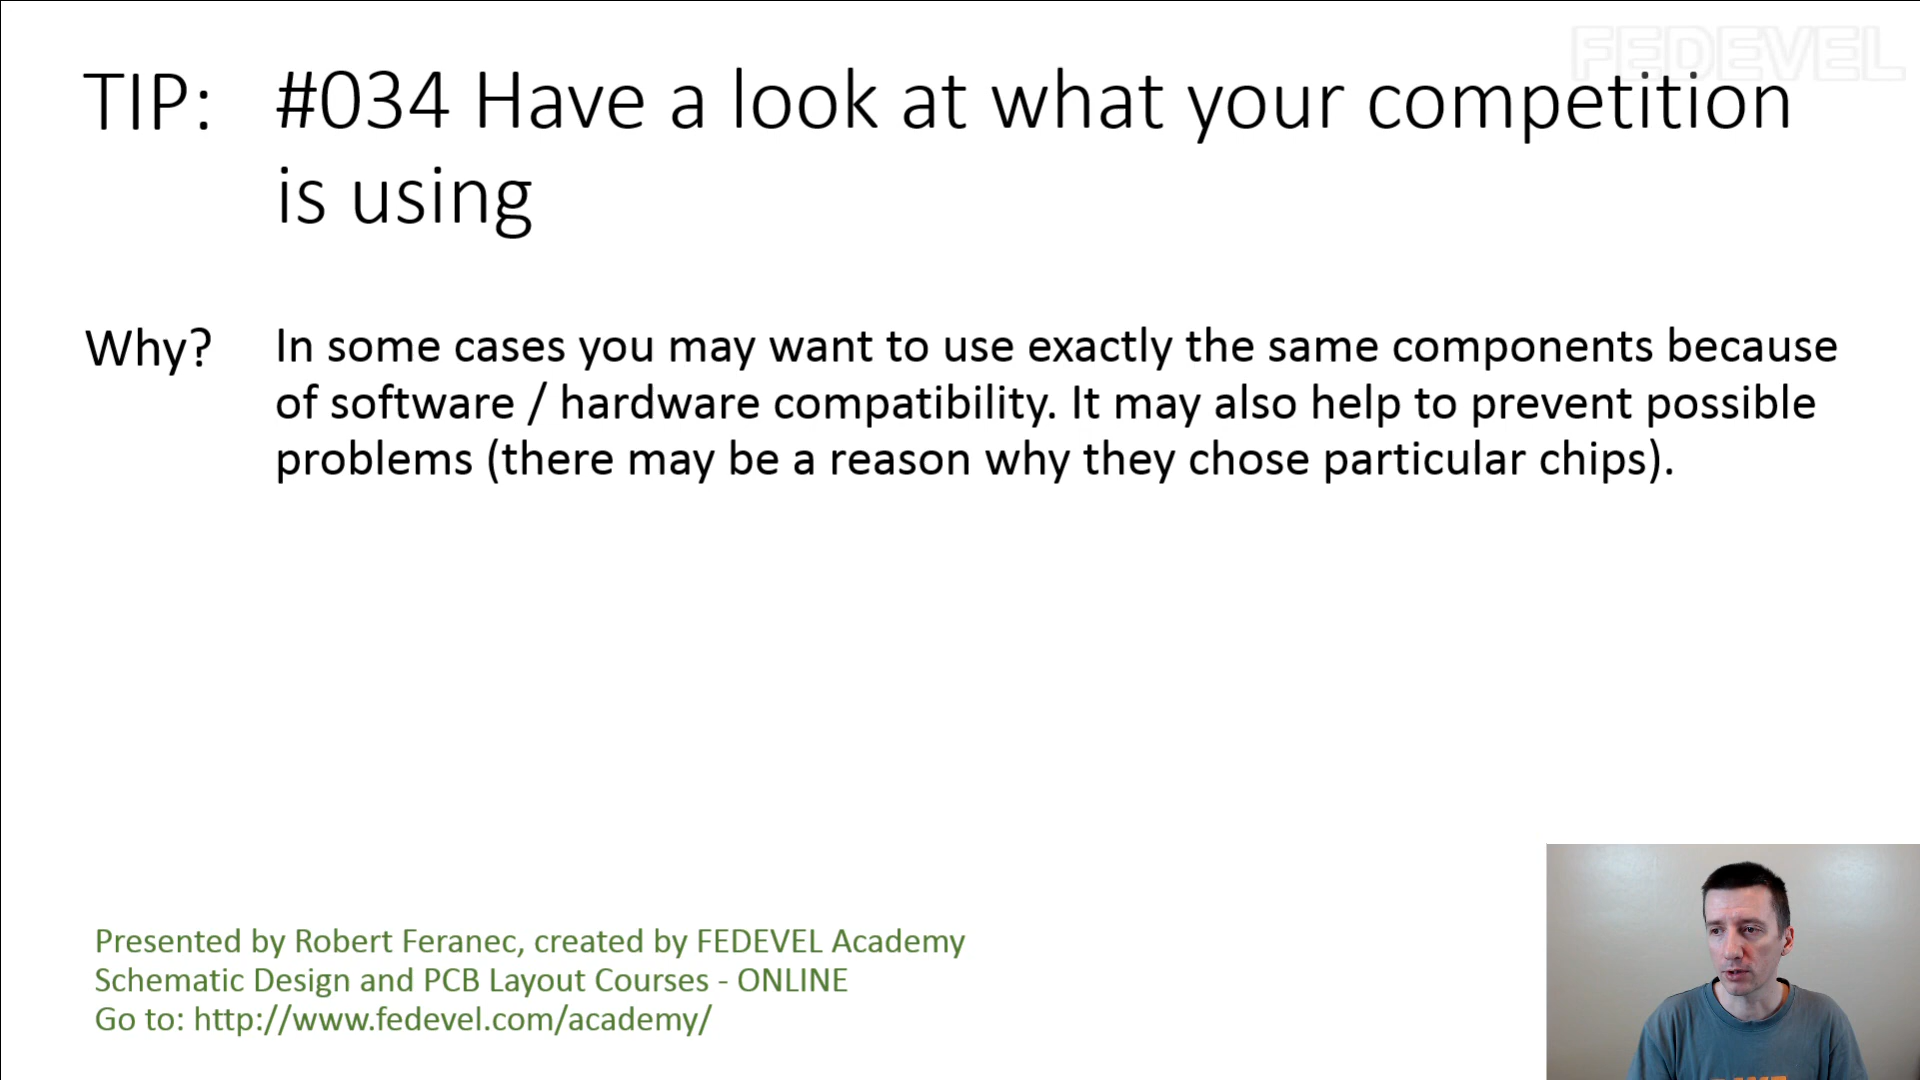 FEDEVEL
TIP: #034 Have a look at what your competition
is using
Why? In some cases you may want to use exactly the same components because
of software / hardware compatibility. It may also help to prevent possible
problems (there may be a reason why they chose particular chips).
Presented by Robert Feranec, created by FEDEVEL Academy
Schematic Design and PCB Layout Courses - ONLINE
Go to: http://www.fedevel.com/academy/